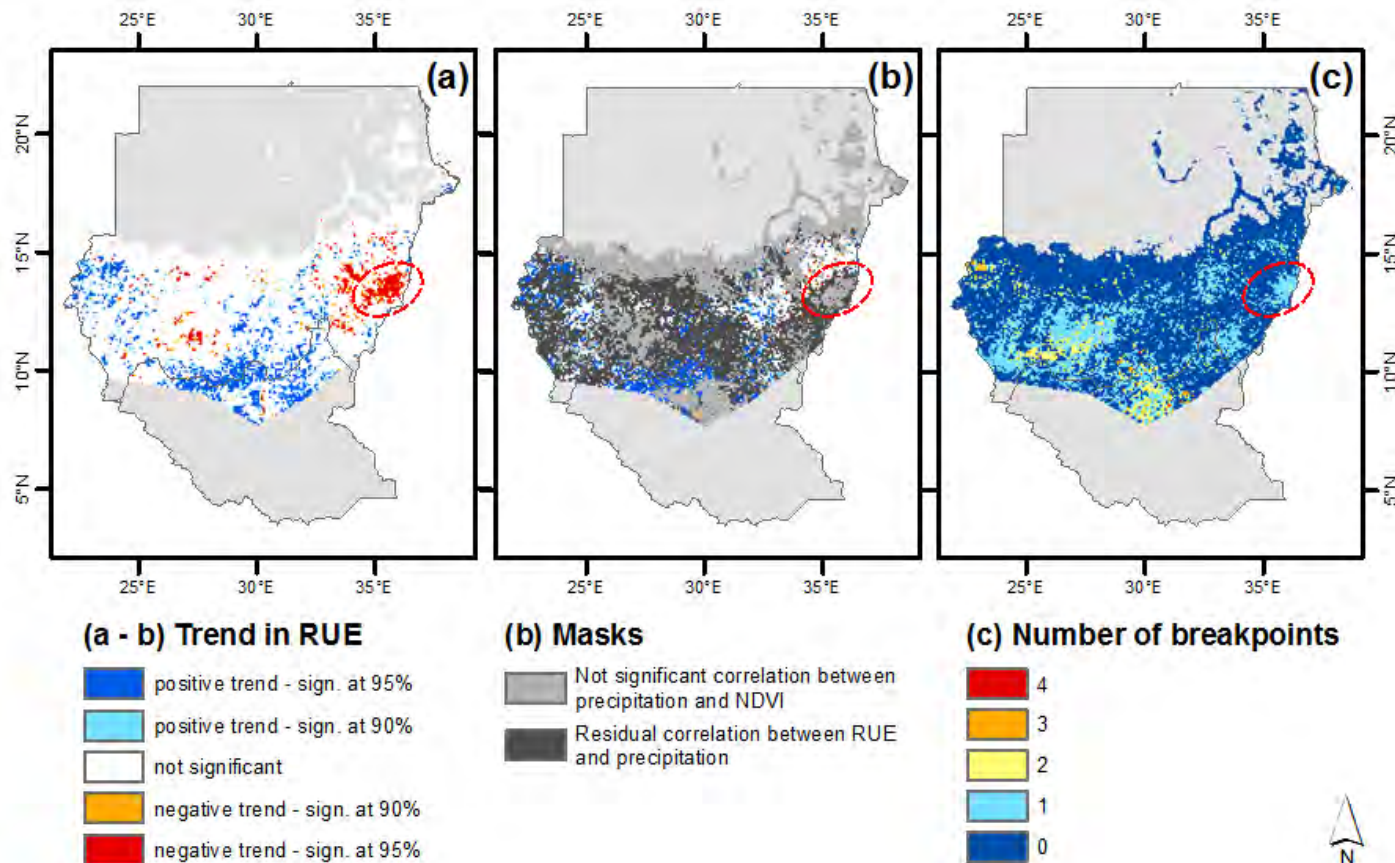 25°E 30°E 35°E 25°E 30°E 35°E 25°E 30°E 35°E
(a) (b) (c)
20°N 20°N
15°N 15°N
10°N 10°N
5°N 5°N
25°E 30°E 35°E 25°E 30°E 35°E 25°E 30°E 35°E
(a - b) Trend in RUE
positive trend - sign. at 95%
positive trend - sign. at 90%
not significant
negative trend - sign. at 90%
negative trend - sign. at 95%
(b) Masks
Not significant correlation between
precipitation and NDVI
Residual correlation between RUE
and precipitation
(c) Number of breakpoints
4
3
2
1
0
N